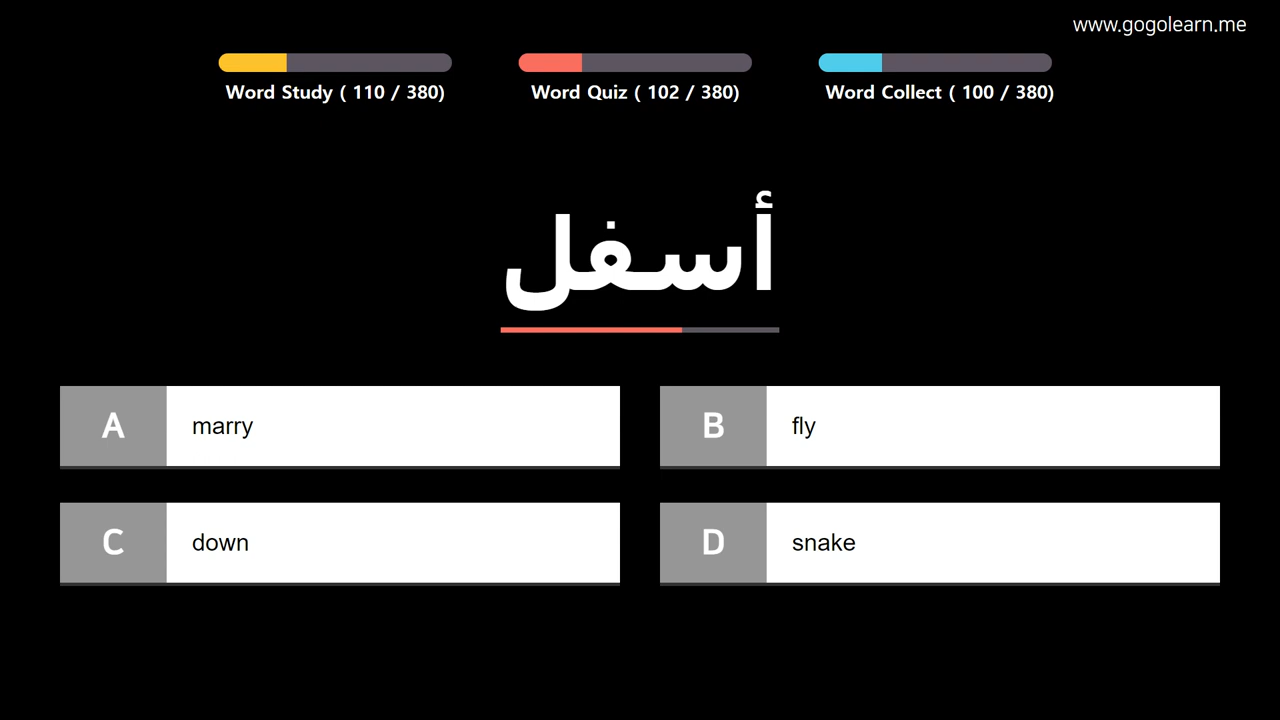 www.gogolearn.me
Word Study ( 110 / 380)
Word Quiz ( 102 / 380)
Word Collect ( 100 / 380)
أسفل
A marry
B fly
C down
D snake